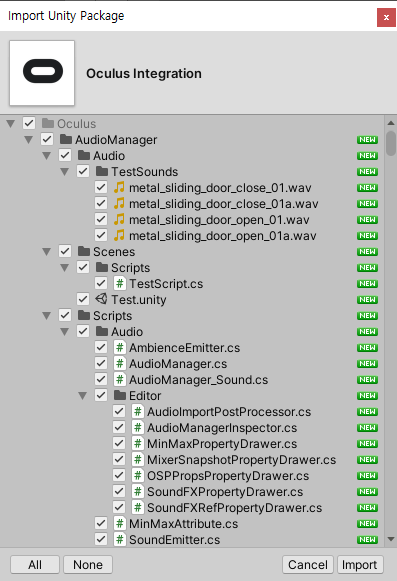 Import Unity Package
x
Oculus Integration
Oculus
AudioManager NEW
Audio NEW
TestSounds NEW
metal_sliding_door_close_01.wav NEW
metal_sliding_door_close_01a.wav NEW
metal_sliding_door_open_01.wav NEW
metal_sliding_door_open_01a.wav NEW
Scenes NEW
Scripts NEW
# TestScript.cs NEW
Test.unity NEW
Scripts NEW
Audio NEW
# AmbienceEmitter.cs NEW
# AudioManager.cs NEW
# AudioManager_Sound.cs NEW
Editor NEW
# AudioImportPostProcessor.cs NEW
# AudioManagerInspector.cs NEW
# MinMaxPropertyDrawer.cs NEW
# MixerSnapshotPropertyDrawer.cs NEW
# OSPPropsPropertyDrawer.cs NEW
# SoundFXPropertyDrawer.cs NEW
# SoundFXRefPropertyDrawer.cs NEW
# MinMaxAttribute.cs NEW
# SoundEmitter.cs NEW
All None Cancel Import